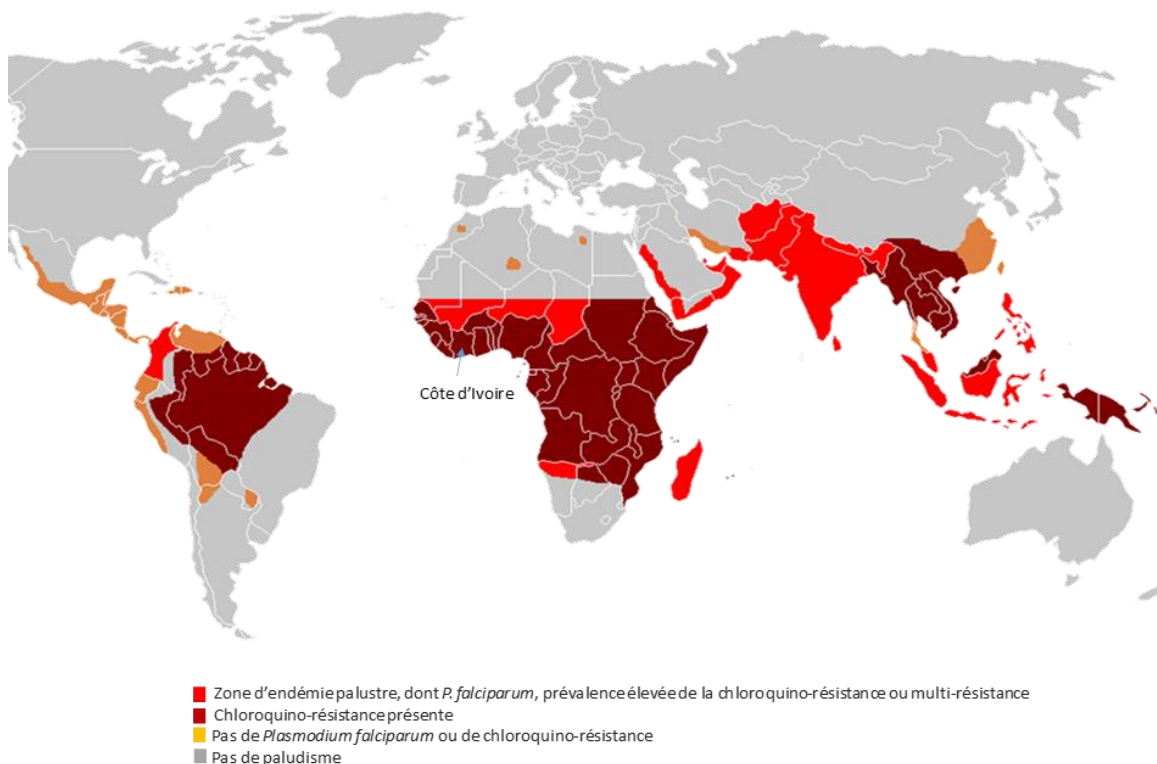 Côte d'Ivoire
Zone d'endémie palustre, dont P. falciparum, prévalence élevée de la chloroquino-résistance ou multi-résistance
Chloroquino-résistance présente
Pas de Plasmodium falciparum ou de chloroquino-résistance
Pas de paludisme